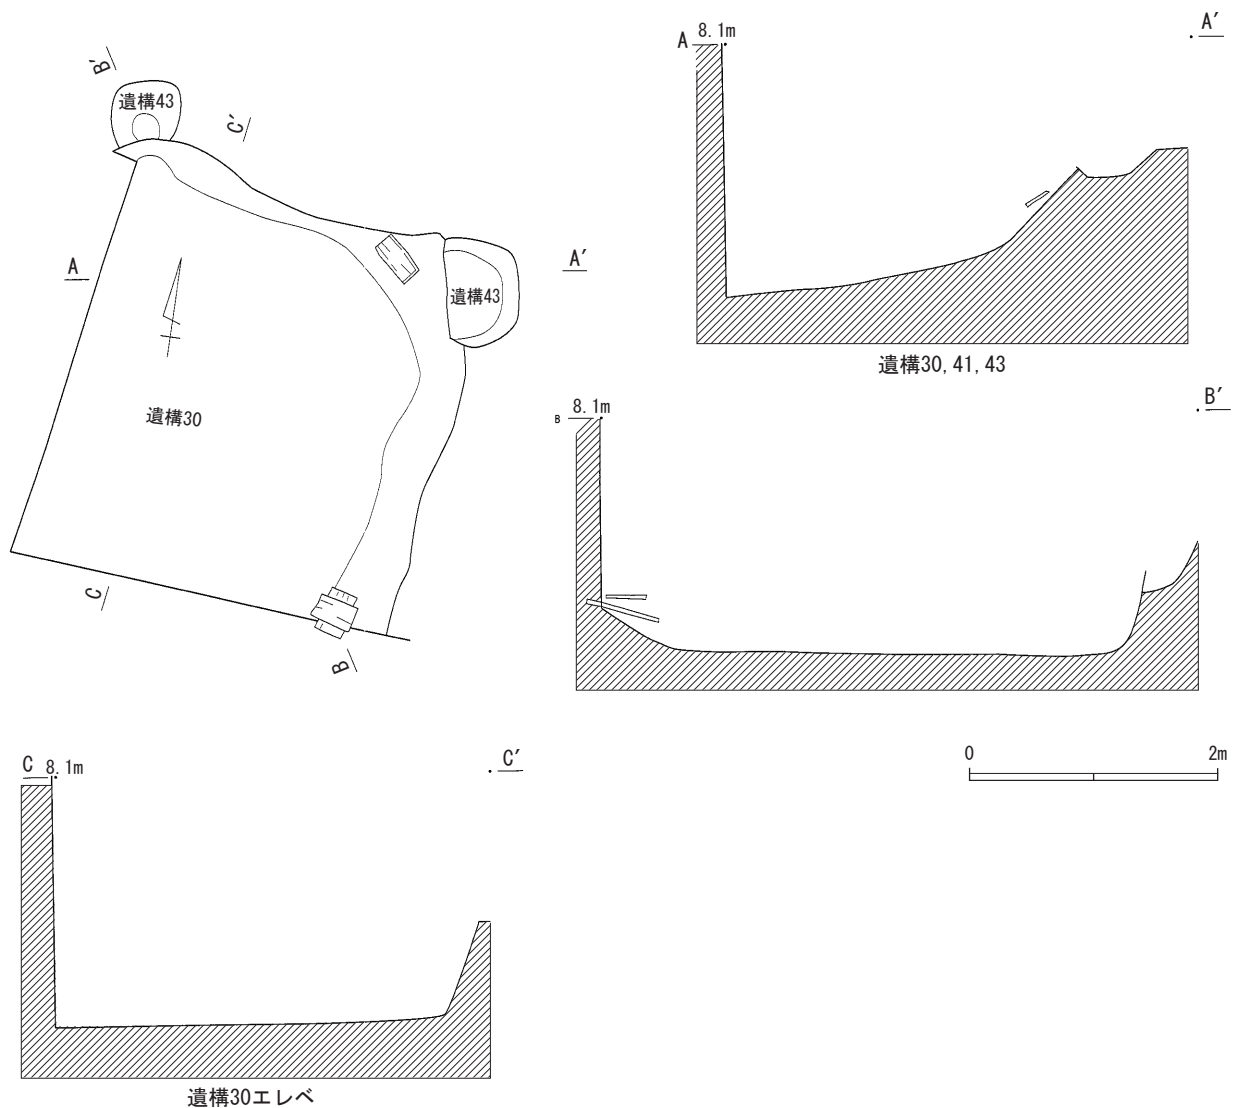 B′
遺構43
C′
A
A′
遺構43
遺構30
C
B
A 8.1m
A′
遺構30, 41, 43
B 8.1m
B′
C 8.1m
C′
0 2m
遺構30エレベ